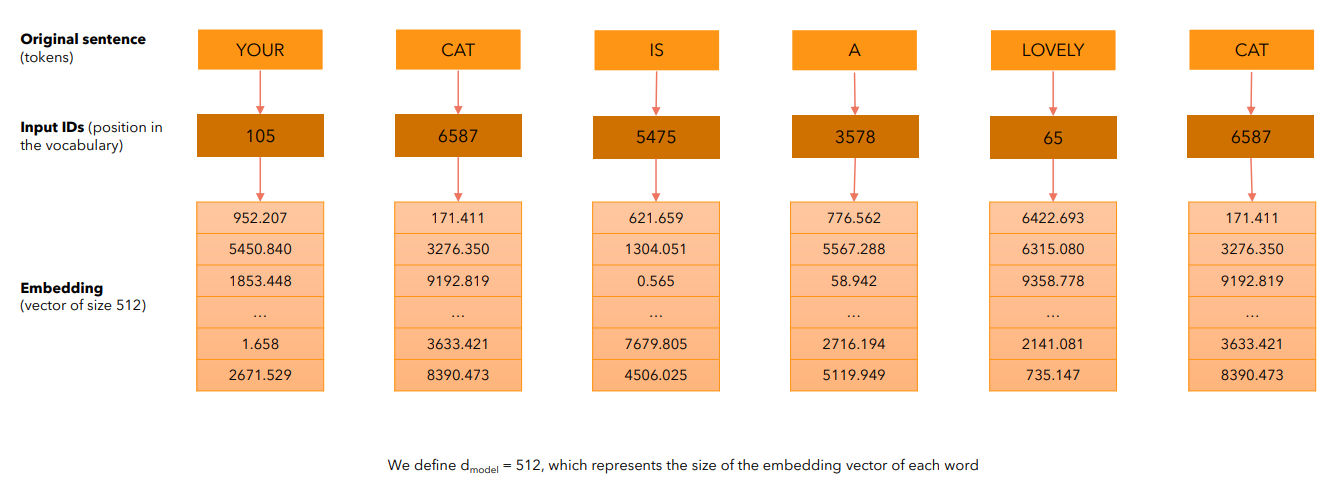 Original sentence
(tokens)
YOUR CAT IS A LOVELY CAT
Input IDs (position in
the vocabulary)
105 6587 5475 3578 65 6587
Embedding
(vector of size 512)
952.207 171.411 621.659 776.562 6422.693 171.411
5450.840 3276.350 1304.051 5567.288 6315.080 3276.350
1853.448 9192.819 0.565 58.942 9358.778 9192.819
... ... ... ... ... ...
1.658 3633.421 7679.805 2716.194 2141.081 3633.421
2671.529 8390.473 4506.025 5119.949 735.147 8390.473
We define dmodel = 512, which represents the size of the embedding vector of each word